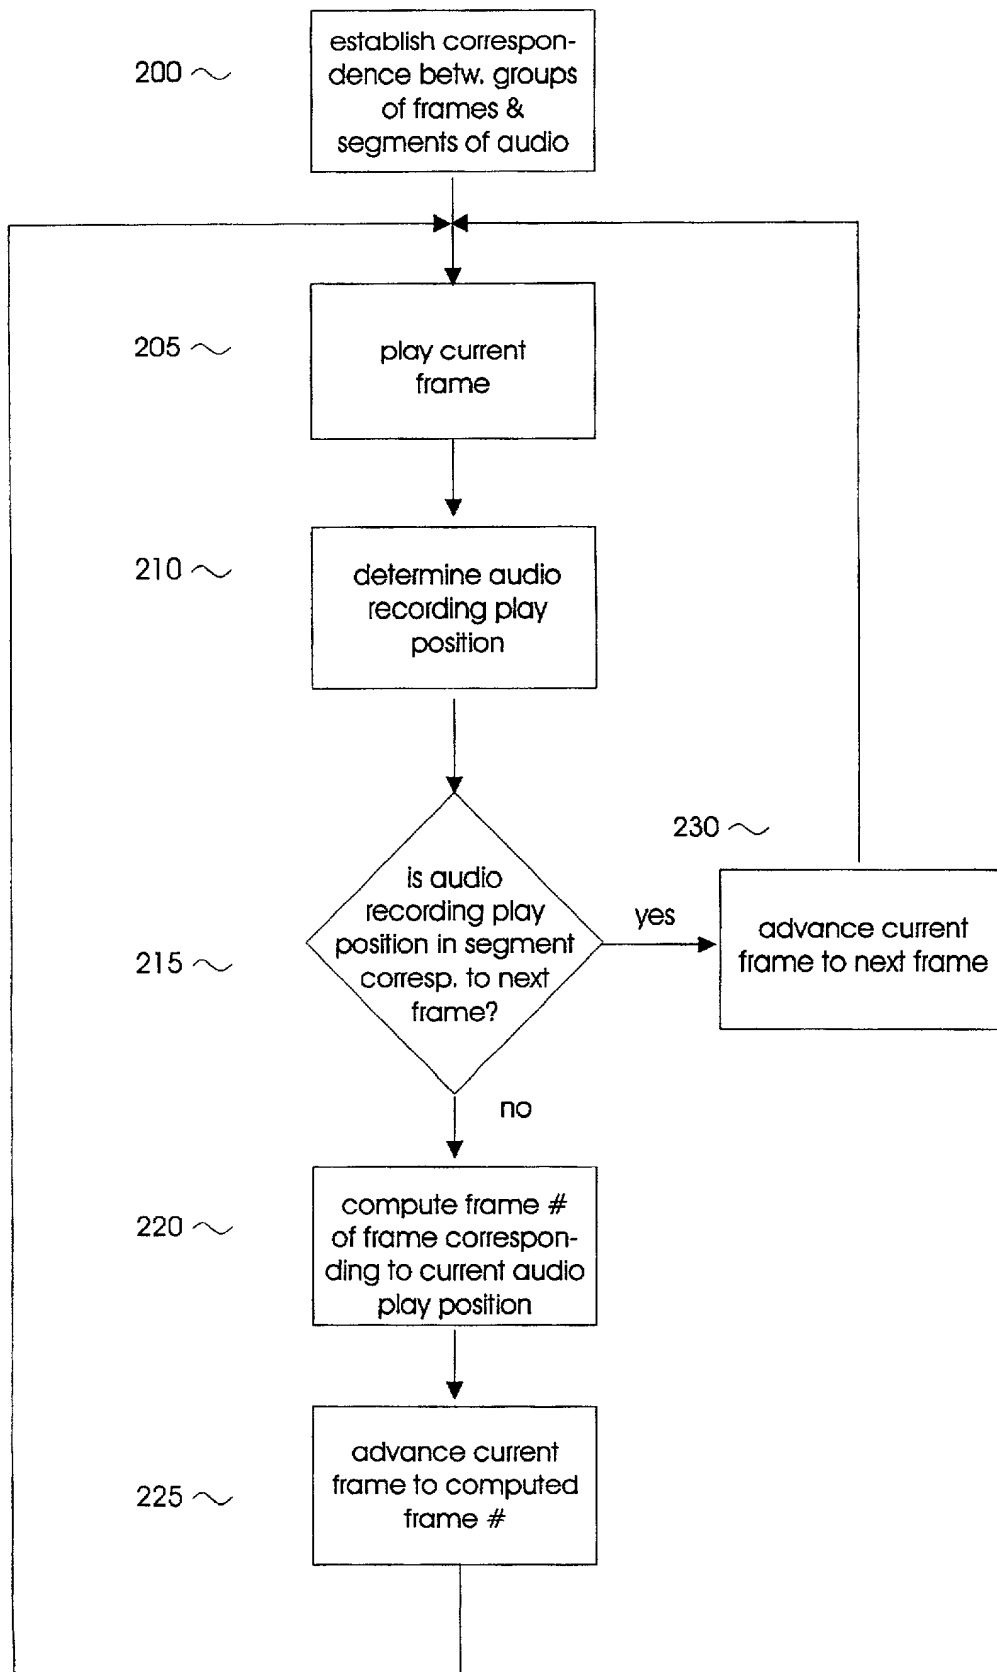 200
establish correspon-
dence betw. groups
of frames &
segments of audio
205
play current
frame
210
determine audio
recording play
position
215
is audio
recording play
position in segment
corresp. to next
frame?
yes
230
advance current
frame to next frame
no
220
compute frame #
of frame correspon-
ding to current audio
play position
225
advance current
frame to computed
frame #